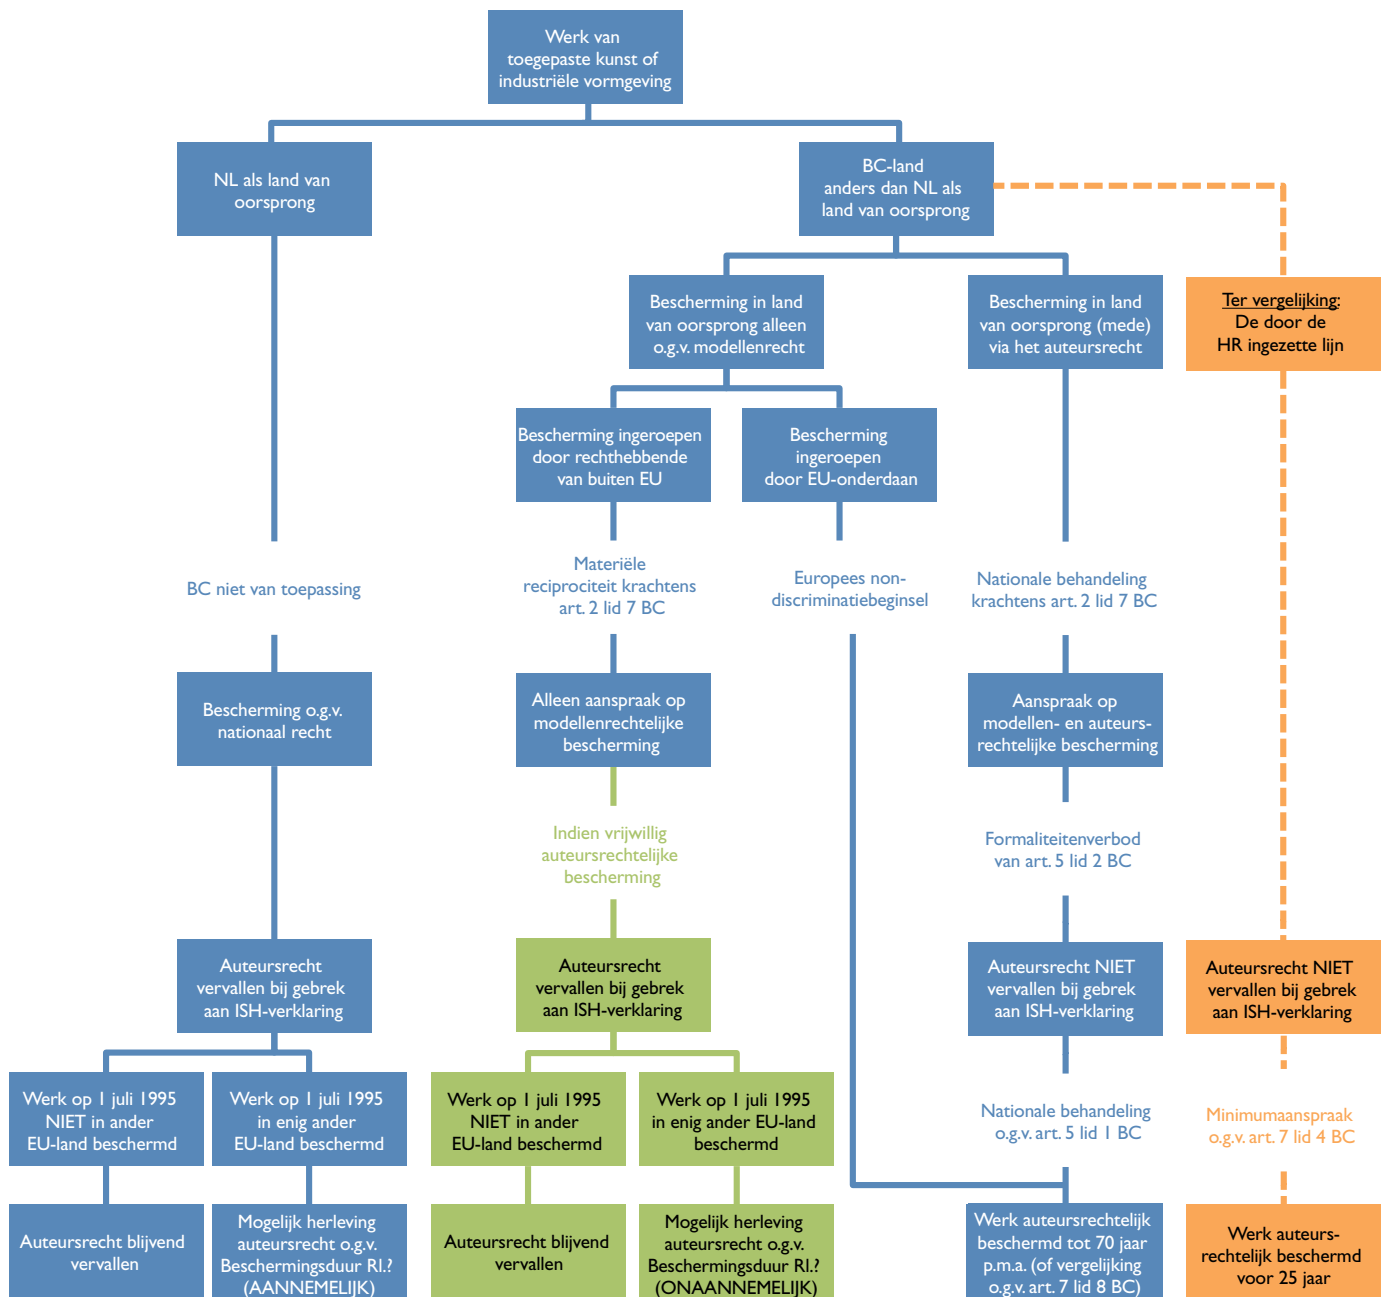 Werk van
toegepaste kunst of
industriële vormgeving
NL als land van
oorsprong
BC-land
anders dan NL als
land van oorsprong
Bescherming in land
van oorsprong alleen
o.g.v. modellenrecht
Bescherming in land
van oorsprong (mede)
via het auteursrecht
Ter vergelijking:
De door de
HR ingezette lijn
Bescherming ingeroepen
door rechthebbende
van buiten EU
Bescherming
ingeroepen
door EU-onderdaan
BC niet van toepassing
Materiële
reciprociteit krachtens
art. 2 lid 7 BC
Europees non-
discriminatiebeginsel
Nationale behandeling
krachtens art. 2 lid 7 BC
Bescherming o.g.v.
nationaal recht
Alleen aanspraak op
modellenrechtelijke
bescherming
Aanspraak op
modellen- en auteurs-
rechtelijke bescherming
Indien vrijwillig
auteursrechtelijke
bescherming
Formaliteitenverbod
van art. 5 lid 2 BC
Auteursrecht
vervallen bij gebrek
aan ISH-verklaring
Auteursrecht
vervallen bij gebrek
aan ISH-verklaring
Auteursrecht NIET
vervallen bij gebrek
aan ISH-verklaring
Auteursrecht NIET
vervallen bij gebrek
aan ISH-verklaring
Werk op 1 juli 1995
NIET in ander
EU-land beschermd
Werk op 1 juli 1995
in enig ander
EU-land beschermd
Werk op 1 juli 1995
NIET in ander
EU-land beschermd
Werk op 1 juli 1995
in enig ander EU-land
beschermd
Nationale behandeling
o.g.v. art. 5 lid 1 BC
Minimumaanspraak
o.g.v. art. 7 lid 4 BC
Auteursrecht blijvend
vervallen
Mogelijk herleving
auteursrecht o.g.v.
Beschermingsduur Rl.?
(AANNEMELIJK)
Auteursrecht blijvend
vervallen
Mogelijk herleving
auteursrecht o.g.v.
Beschermingsduur Rl.?
(ONAANNEMELIJK)
Werk auteursrechtelijk
beschermd tot 70 jaar
p.m.a. (of vergelijking
o.g.v. art. 7 lid 8 BC)
Werk auteurs-
rechtelijk beschermd
voor 25 jaar